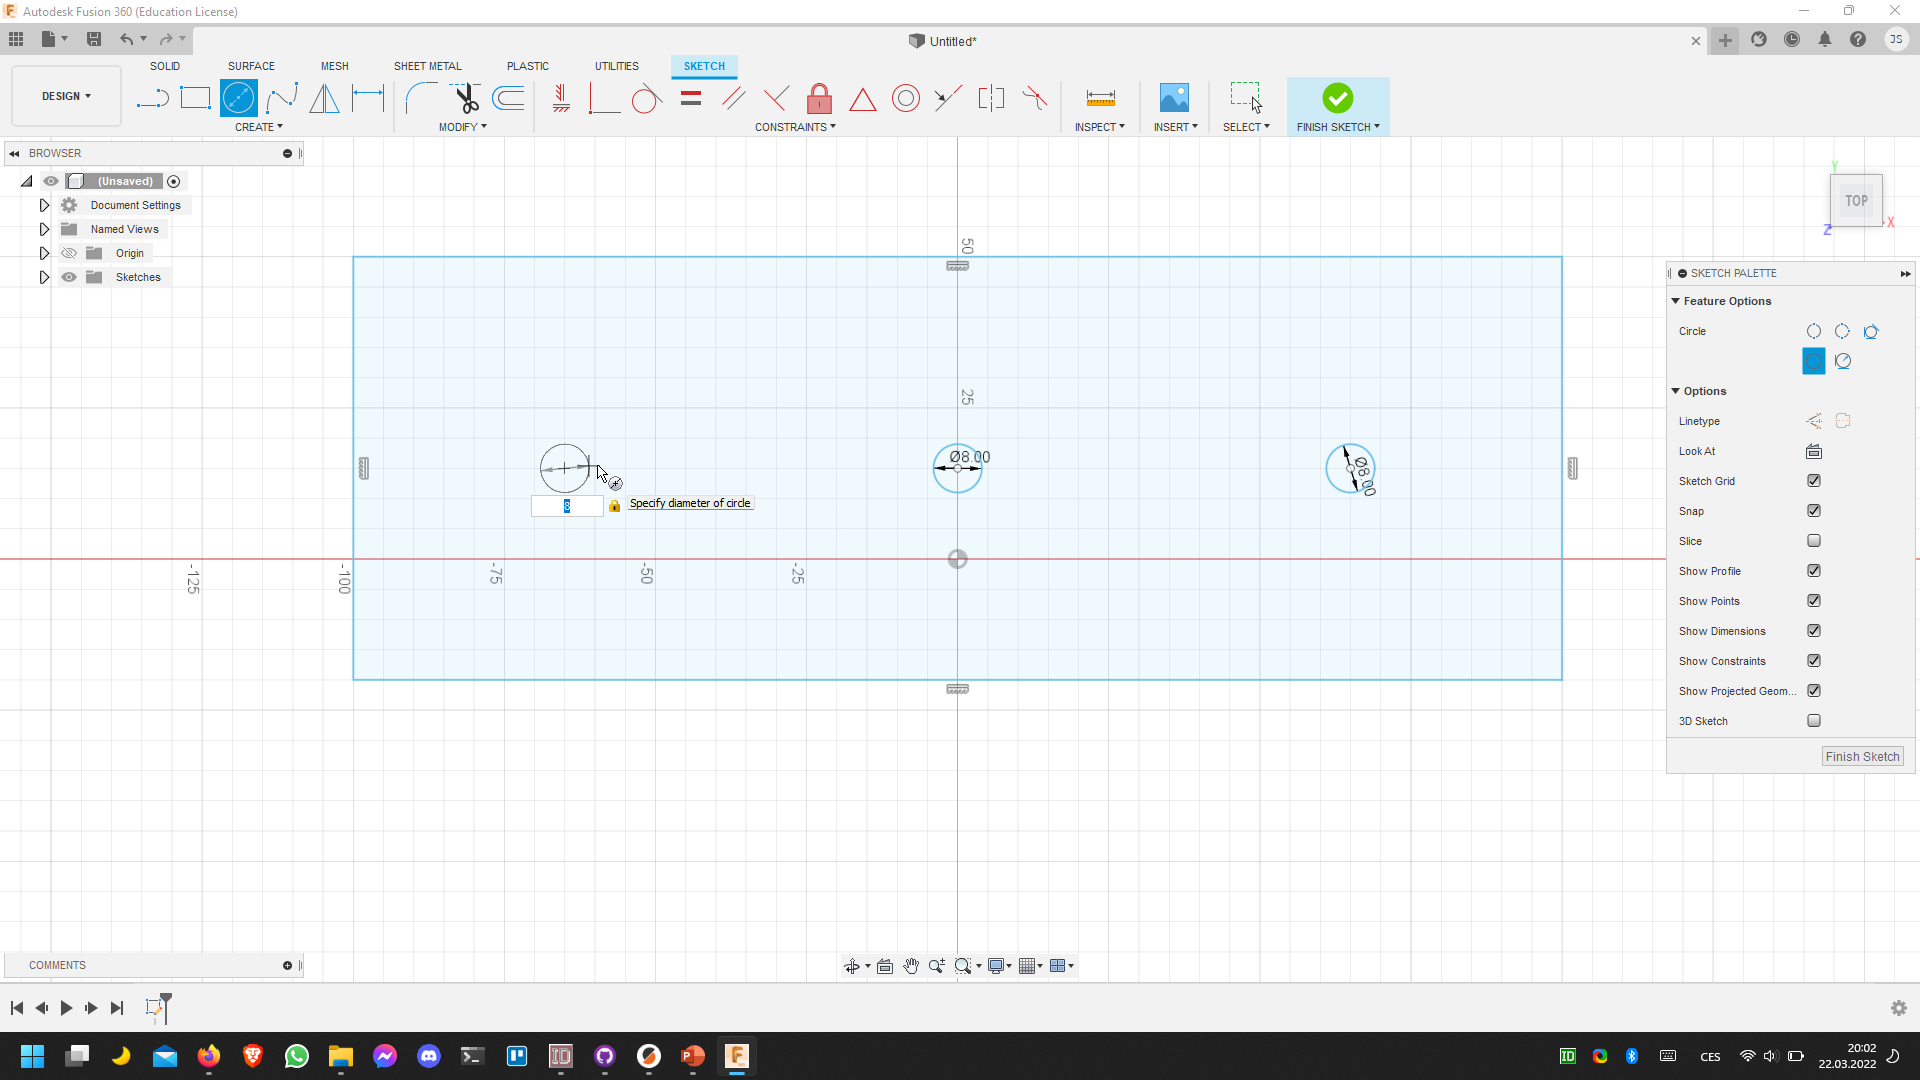 Autodesk Fusion 360 (Education License)
Untitled*
JS
SOLID SURFACE MESH SHEET METAL PLASTIC UTILITIES SKETCH
DESIGN
CREATE MODIFY CONSTRAINTS INSPECT INSERT SELECT FINISH SKETCH
BROWSER
(Unsaved)
Document Settings
Named Views
Origin
Sketches
Y
TOP
X
Z
50
25
-125
-100
-75
-50
-25
Ø8.00
Ø8.00
8
Specify diameter of circle
SKETCH PALETTE
Feature Options
Circle
Options
Linetype
Look At
Sketch Grid
Snap
Slice
Show Profile
Show Points
Show Dimensions
Show Constraints
Show Projected Geom...
3D Sketch
Finish Sketch
COMMENTS
ID
ID
CES
20:02
22.03.2022